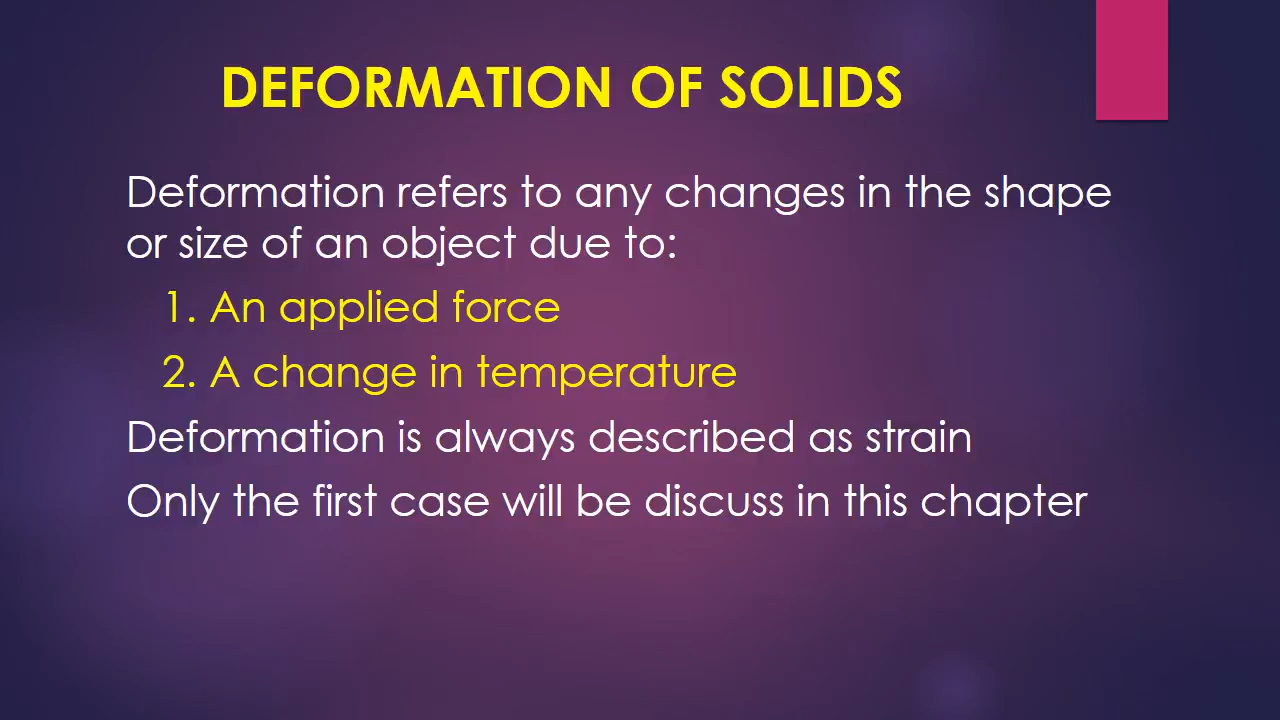 DEFORMATION OF SOLIDS
Deformation refers to any changes in the shape
or size of an object due to:
1. An applied force
2. A change in temperature
Deformation is always described as strain
Only the first case will be discuss in this chapter